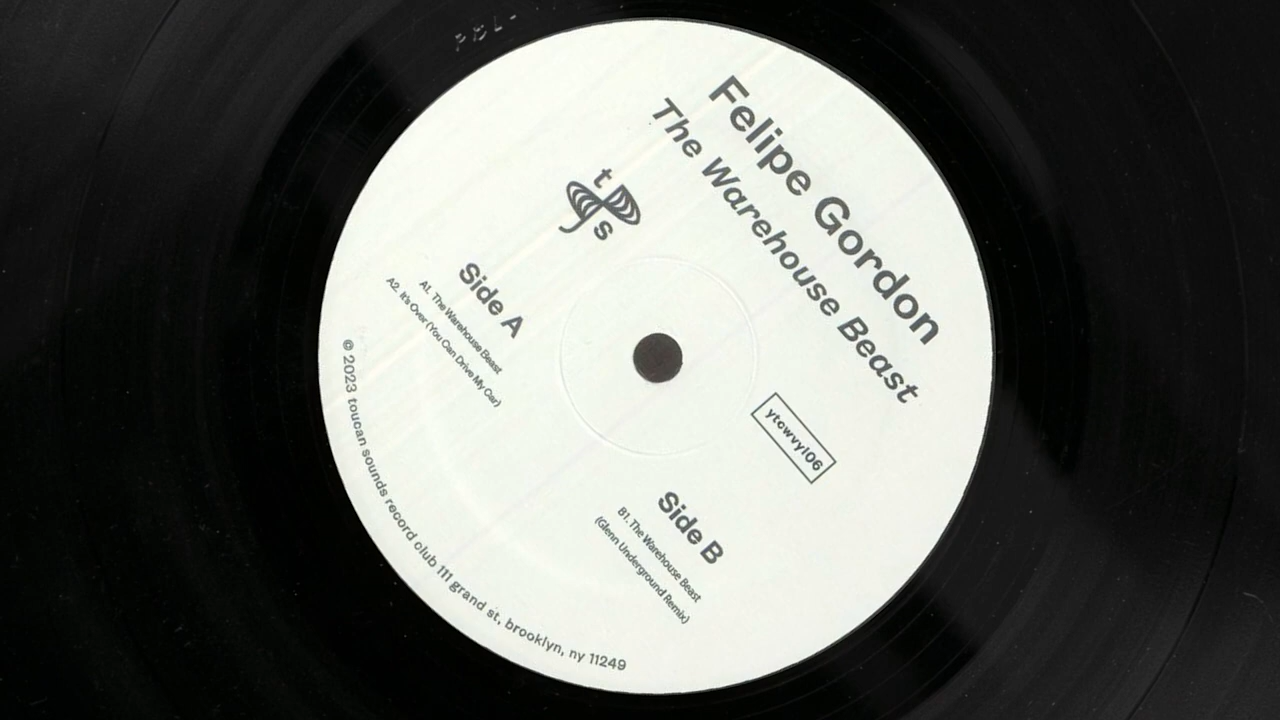 Felipe Gordon
The Warehouse Beast
t
s
Side A
A1. The Warehouse Beast
A2. It's Over (You Can Drive My Car)
ytcwvyl06
Side B
B1. The Warehouse Beast
(Glenn Underground Remix)
© 2023 toucan sounds record club 111 grand st, brooklyn, ny 11249